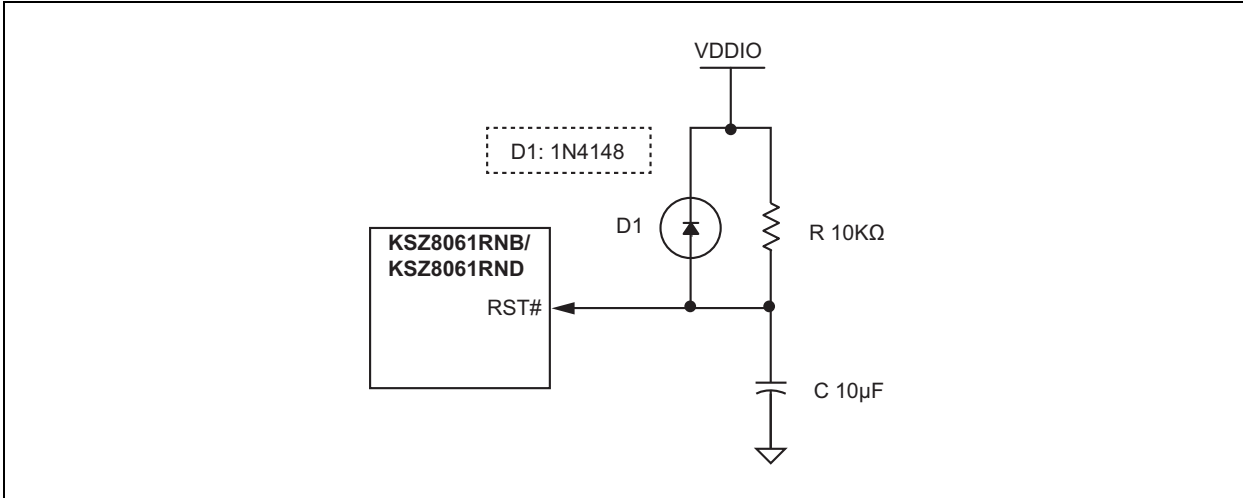 VDDIO
D1: 1N4148
D1
R 10KΩ
KSZ8061RNB/
KSZ8061RND
RST#
C 10µF